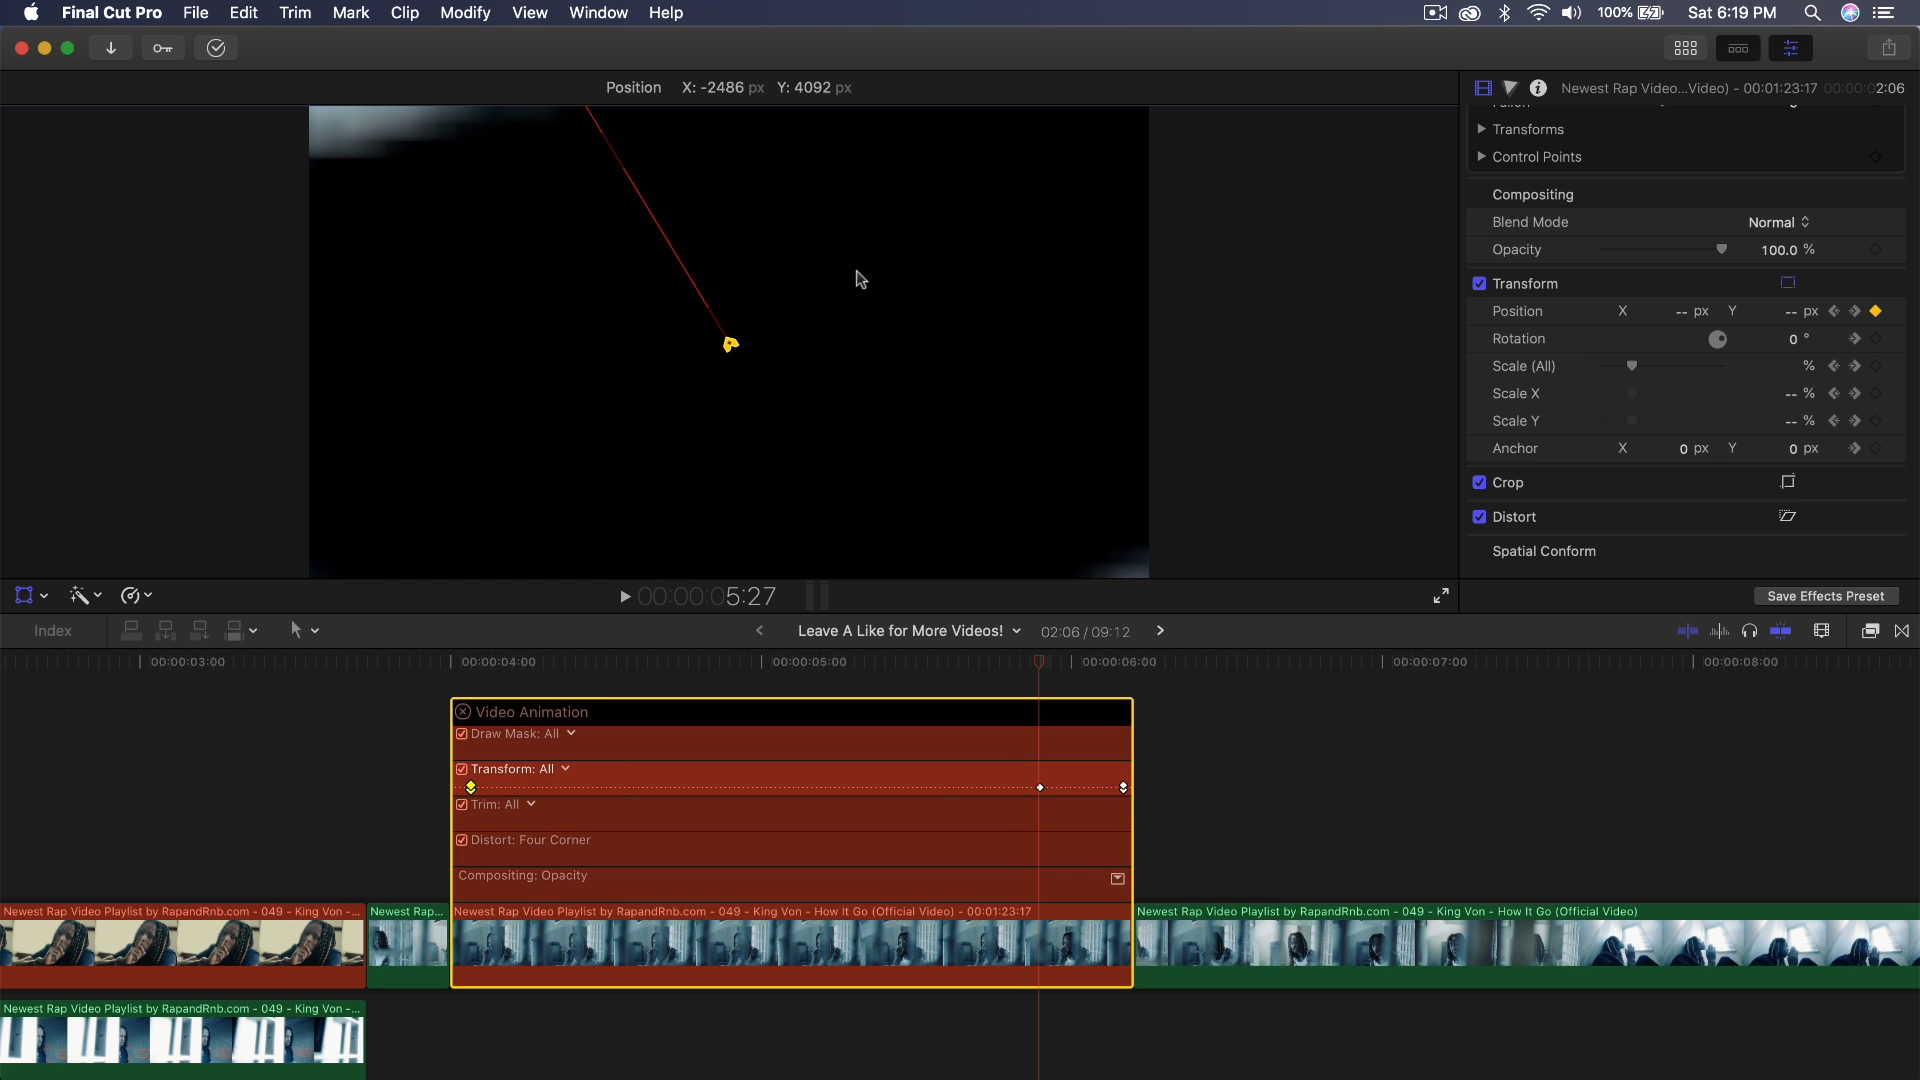 Final Cut Pro File Edit Trim Mark Clip Modify View Window Help 100% Sat 6:19 PM
Position X: -2486 px Y: 4092 px
Newest Rap Video...Video) - 00:01:23:17 00:00:02:06
Transforms
Control Points
Compositing
Blend Mode Normal
Opacity 100.0 %
Transform
Position X -- px Y -- px
Rotation 0 °
Scale (All) %
Scale X -- %
Scale Y -- %
Anchor X 0 px Y 0 px
Crop
Distort
Spatial Conform
00:00:05:27
Save Effects Preset
Index
Leave A Like for More Videos! 02:06 / 09:12
00:00:03:00 00:00:04:00 00:00:05:00 00:00:06:00 00:00:07:00 00:00:08:00
Video Animation
Draw Mask: All
Transform: All
Trim: All
Distort: Four Corner
Compositing: Opacity
Newest Rap Video Playlist by RapandRnb.com - 049 - King Von -... Newest Rap... Newest Rap Video Playlist by RapandRnb.com - 049 - King Von - How It Go (Official Video) - 00:01:23:17 Newest Rap Video Playlist by RapandRnb.com - 049 - King Von - How It Go (Official Video)
Newest Rap Video Playlist by RapandRnb.com - 049 - King Von -...